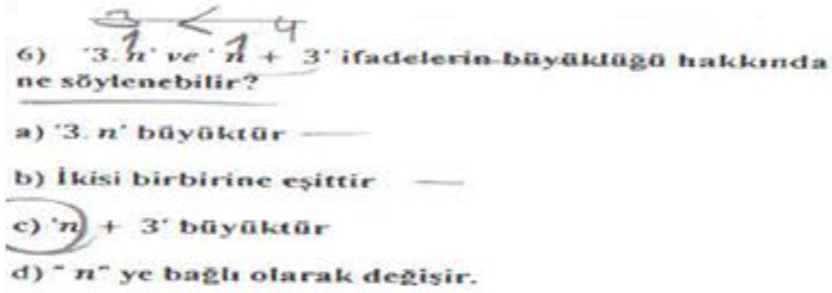 3 < 4
1 1
6) '3. n' ve ' n + 3' ifadelerin büyüklüğü hakkında
ne söylenebilir?
a) '3. n' büyüktür
b) İkisi birbirine eşittir
c) 'n + 3' büyüktür
d) " n" ye bağlı olarak değişir.